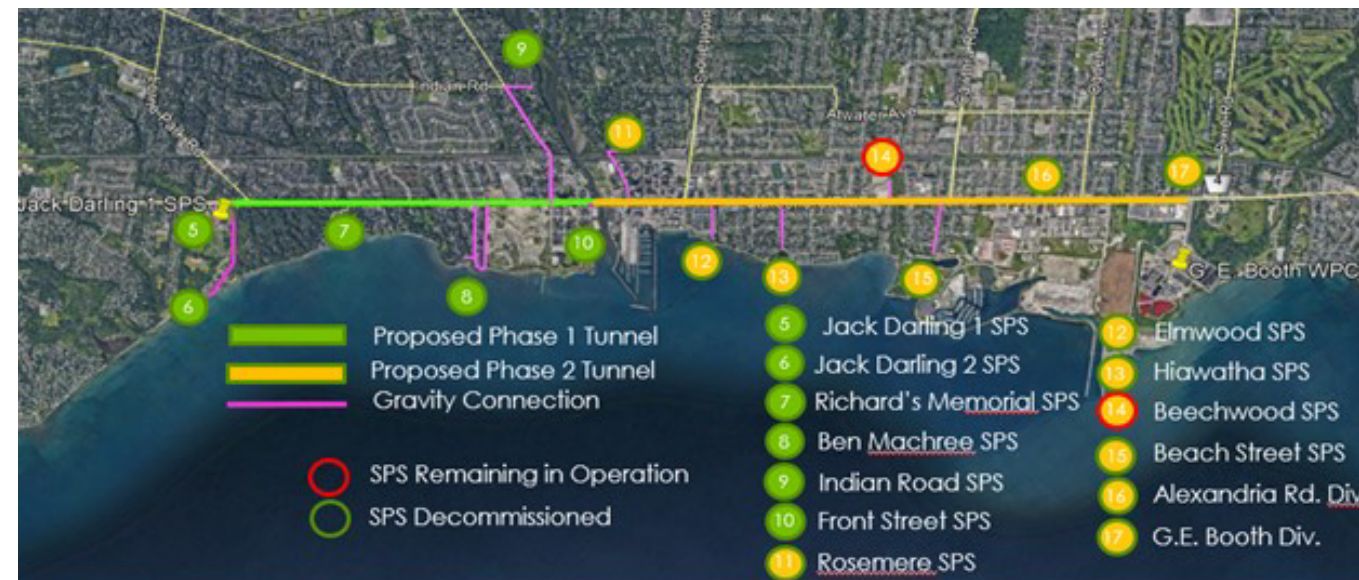 9
Indian Rd
11
Atwater Ave
14
16
17
Jack Darling 1 SPS
5
7
10
12
13
15
G. E. Booth WPC
6
8
Proposed Phase 1 Tunnel
Proposed Phase 2 Tunnel
Gravity Connection
SPS Remaining in Operation
SPS Decommissioned
5 Jack Darling 1 SPS
6 Jack Darling 2 SPS
7 Richard's Memorial SPS
8 Ben Machree SPS
9 Indian Road SPS
10 Front Street SPS
11 Rosemere SPS
12 Elmwood SPS
13 Hiawatha SPS
14 Beechwood SPS
15 Beach Street SPS
16 Alexandria Rd. Div
17 G.E. Booth Div.